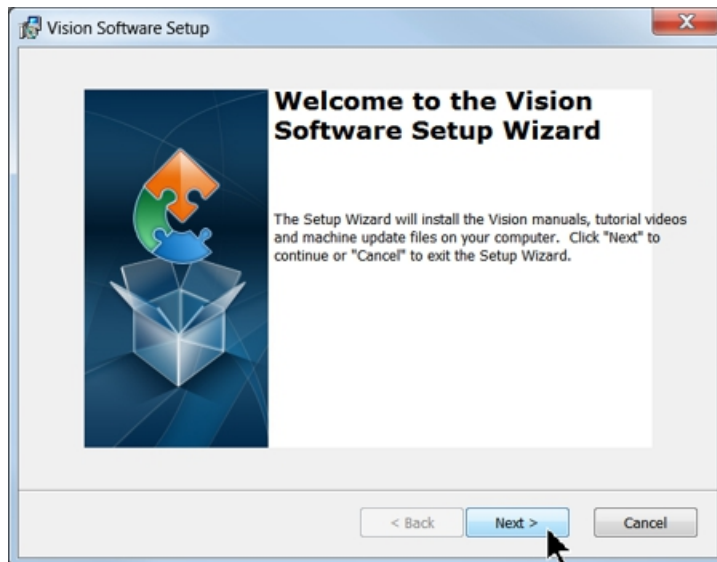 Vision Software Setup
X
Welcome to the Vision
Software Setup Wizard
The Setup Wizard will install the Vision manuals, tutorial videos
and machine update files on your computer. Click "Next" to
continue or "Cancel" to exit the Setup Wizard.
< Back Next > Cancel